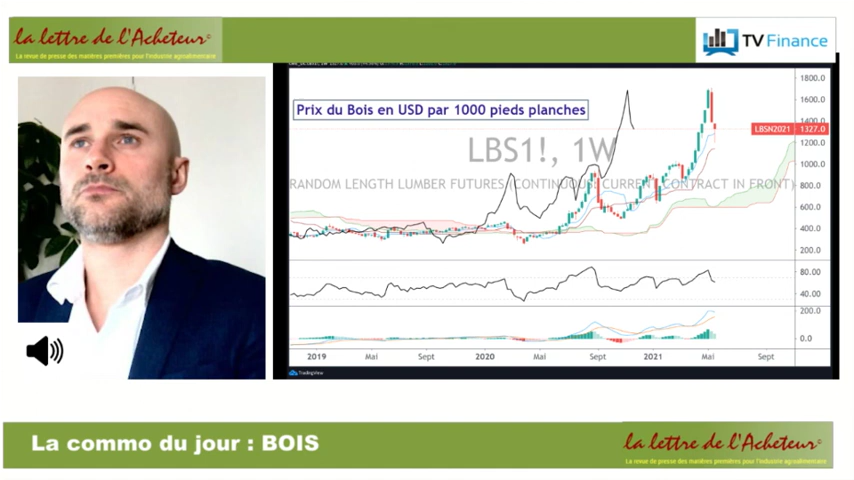 la lettre de l'Acheteur©
La revue de presse des matières premières pour l'industrie agroalimentaire
TV Finance
Prix du Bois en USD par 1000 pieds planches
LBS1!, 1W
RANDOM LENGTH LUMBER FUTURES (CONTINUOUS: CURRENT CONTRACT IN FRONT)
1800.0
1600.0
1400.0
LBSN2021 1327.0
1200.0
1000.0
800.0
600.0
400.0
200.0
80.00
40.00
200.0
0.0
2019 Mai Sept 2020 Mai Sept 2021 Mai Sept
TradingView
La commo du jour : BOIS
la lettre de l'Acheteur©
La revue de presse des matières premières pour l'industrie agroalimentaire